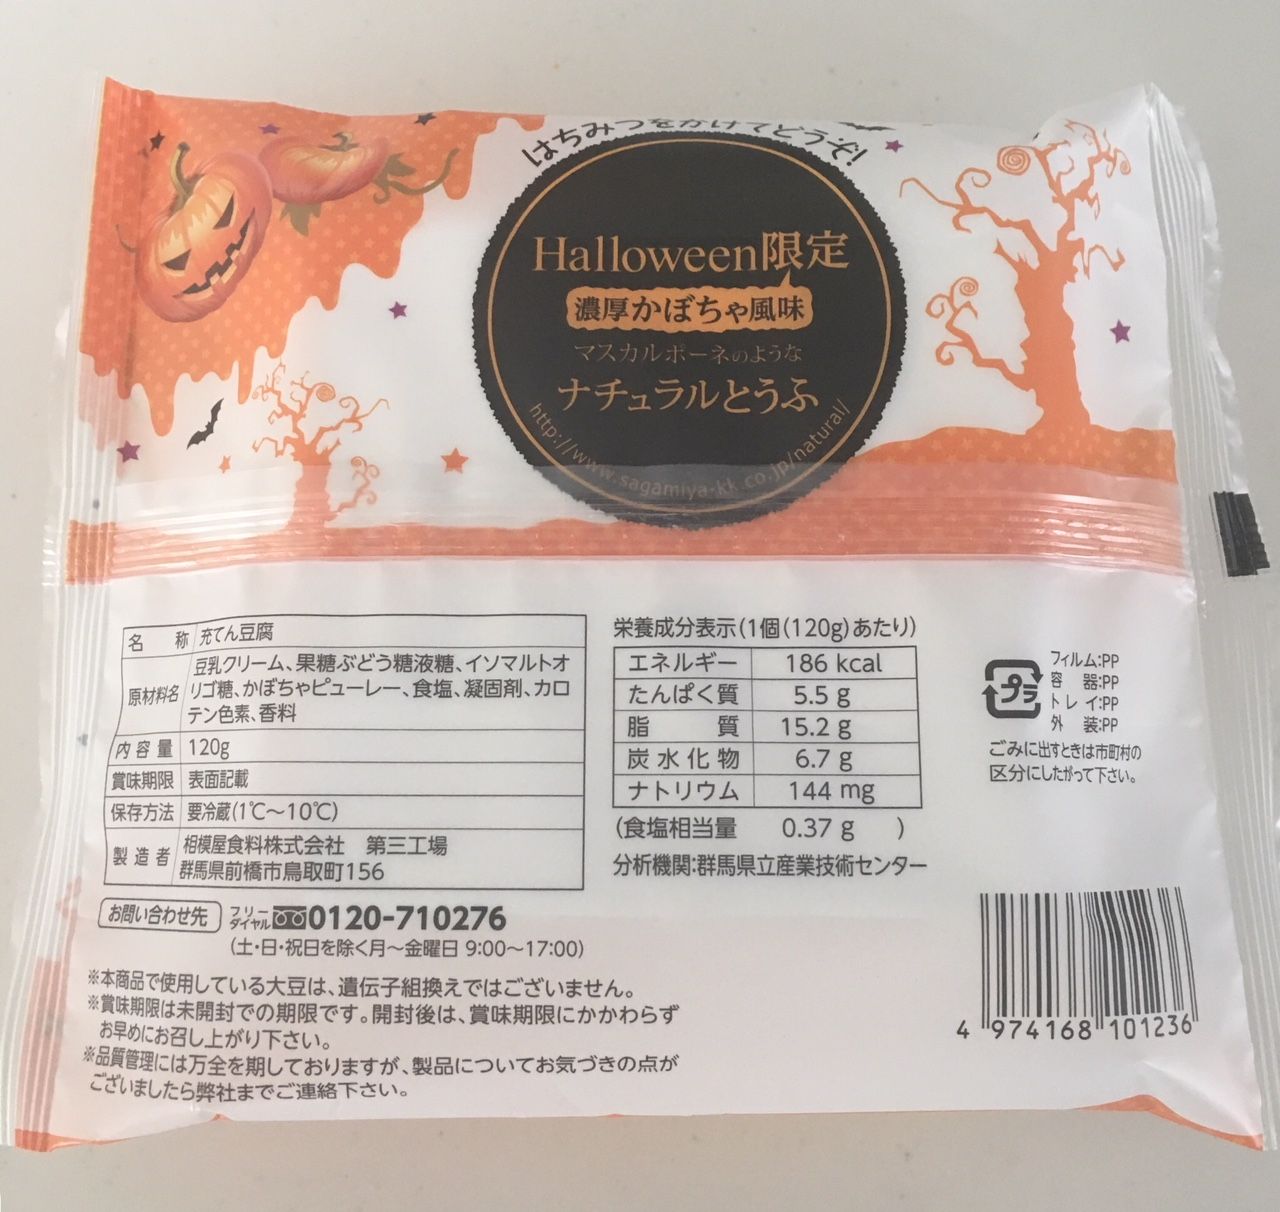 はちみつをかけてどうぞ!
Halloween限定
濃厚かぼちゃ風味
マスカルポーネのような
ナチュラルとうふ
http://www.sagamiya-kk.co.jp/natural/
名 称 充てん豆腐
原材料名 豆乳クリーム、果糖ぶどう糖液糖、イソマルトオ
リゴ糖、かぼちゃピューレー、食塩、凝固剤、カロ
テン色素、香料
内容量 120g
賞味期限 表面記載
保存方法 要冷蔵(1℃～10℃)
製造者 相模屋食料株式会社 第三工場
群馬県前橋市鳥取町156
お問い合わせ先 フリーダイヤル 0120-710276
(土・日・祝日を除く月～金曜日 9:00～17:00)
※本商品で使用している大豆は、遺伝子組換えではございません。
※賞味期限は未開封での期限です。開封後は、賞味期限にかかわらず
お早めにお召し上がり下さい。
※品質管理には万全を期しておりますが、製品についてお気づきの点が
ございましたら弊社までご連絡下さい。
栄養成分表示(1個(120g)あたり)
エネルギー 186 kcal
たんぱく質 5.5 g
脂質 15.2 g
炭水化物 6.7 g
ナトリウム 144 mg
(食塩相当量 0.37 g )
分析機関:群馬県立産業技術センター
プラ
フィルム:PP
容 器:PP
トレイ:PP
外 装:PP
ごみに出すときは市町村の
区分にしたがって下さい。
4 974168 101236